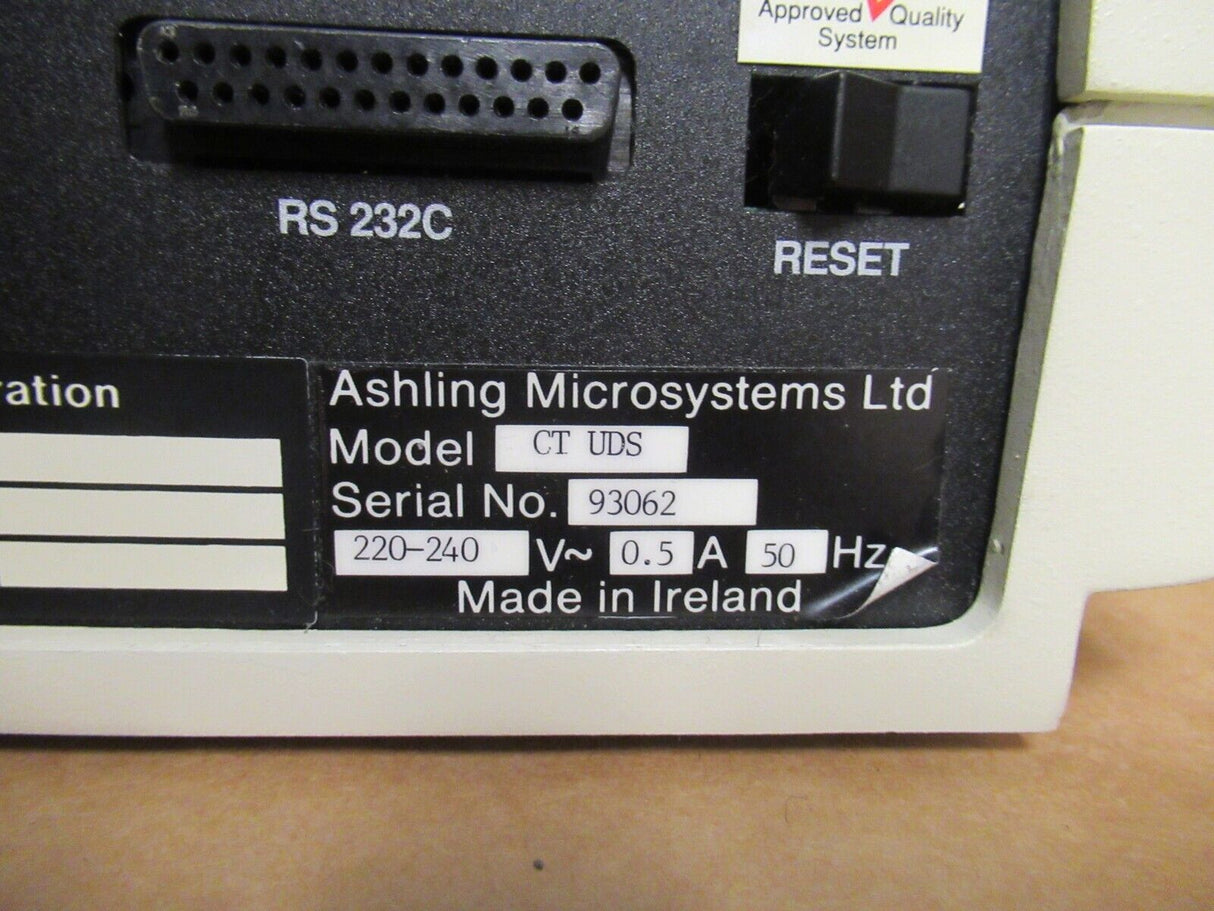 Approved Quality
System
RS 232C
RESET
ration
Ashling Microsystems Ltd
Model CT UDS
Serial No. 93062
220-240 V~ 0.5 A 50 Hz
Made in Ireland